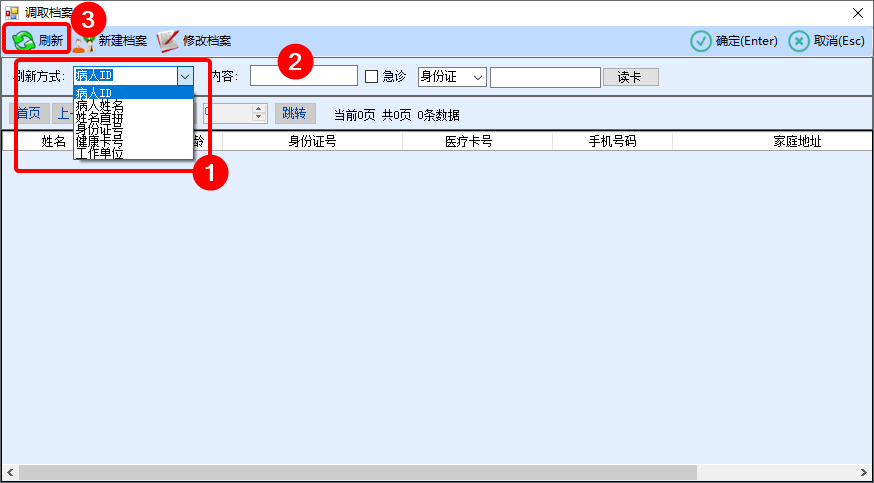 调取档案
3
刷新 新建档案 修改档案 确定(Enter) 取消(Esc)
刷新方式: 病人ID 内容: 2 急诊 身份证 读卡
病人ID
病人姓名
姓名首拼
身份证号
健康卡号
工作单位
首页 上一 0 跳转 当前0页 共0页 0条数据
姓名 龄 身份证号 医疗卡号 手机号码 家庭地址
1